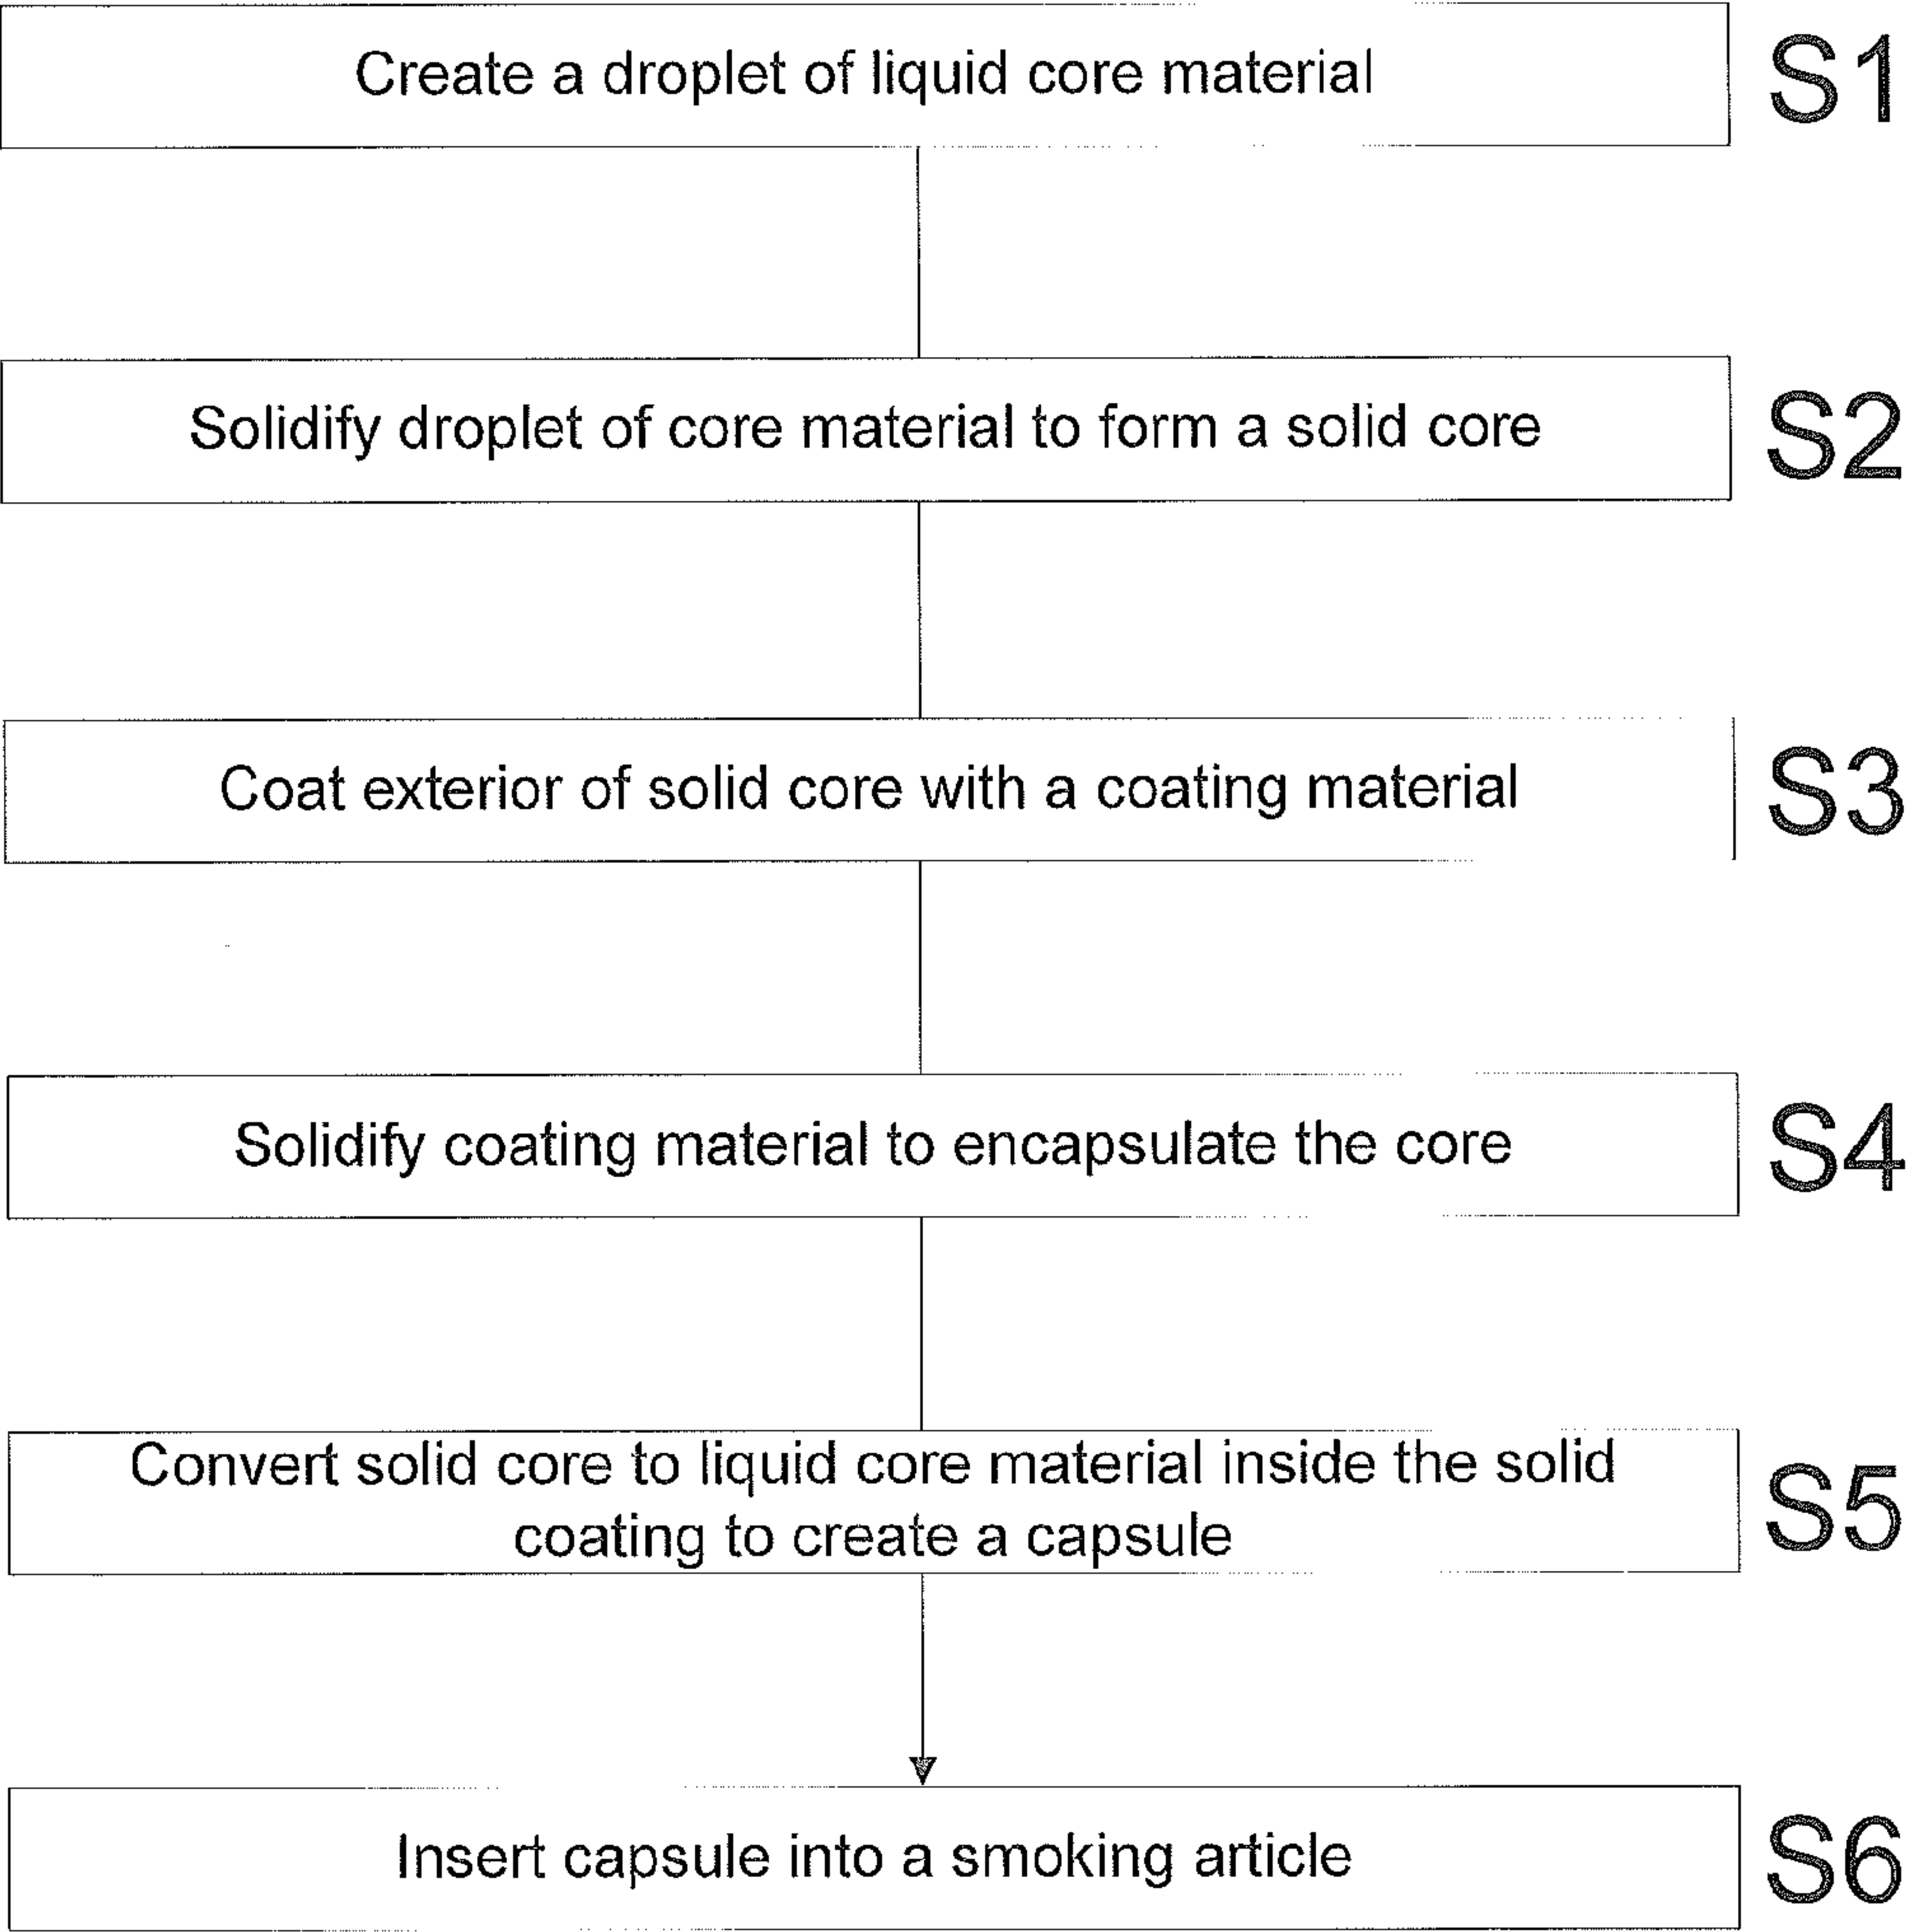 Create a droplet of liquid core material S1
Solidify droplet of core material to form a solid core S2
Coat exterior of solid core with a coating material S3
Solidify coating material to encapsulate the core S4
Convert solid core to liquid core material inside the solid
coating to create a capsule S5
Insert capsule into a smoking article S6